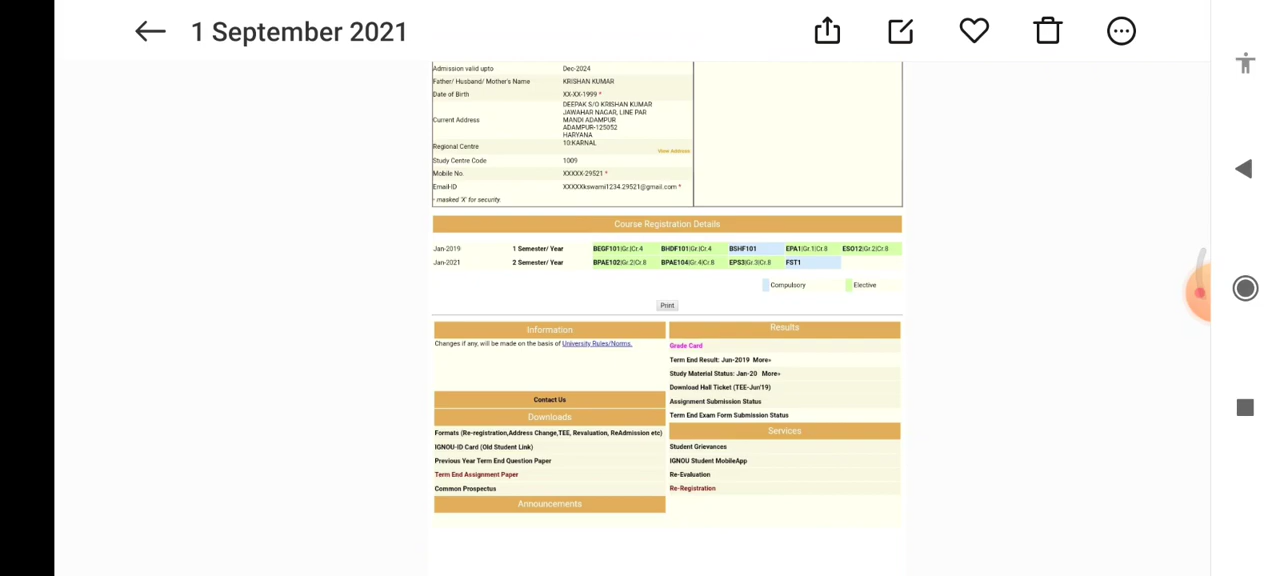 1 September 2021
Admission valid upto Dec-2024
Father/ Husband/ Mother's Name KRISHAN KUMAR
Date of Birth XX-XX-1999 *
Current Address DEEPAK S/O KRISHAN KUMAR
JAWAHAR NAGAR, LINE PAR
MANDI ADAMPUR
ADAMPUR-125052
HARYANA
Regional Centre 10:KARNAL
View Address
Study Centre Code 1009
Mobile No. XXXXX-29521 *
Email-ID XXXXXkswami1234.29521@gmail.com *
* masked 'X' for security.
Course Registration Details
Jan-2019 1 Semester/ Year BEGF101|Gr.|Cr.4 BHDF101|Gr.|Cr.4 BSHF101 EPA1|Gr.1|Cr.8 ESO12|Gr.2|Cr.8
Jan-2021 2 Semester/ Year BPAE102|Gr.2|Cr.8 BPAE104|Gr.4|Cr.8 EPS3|Gr.3|Cr.8 FST1
Compulsory Elective
Print
Information
Changes if any, will be made on the basis of University Rules/Norms.
Contact Us
Downloads
Formats (Re-registration,Address Change,TEE, Revaluation, ReAdmission etc)
IGNOU-ID Card (Old Student Link)
Previous Year Term End Question Paper
Term End Assignment Paper
Common Prospectus
Announcements
Results
Grade Card
Term End Result: Jun-2019 More»
Study Material Status: Jan-20 More»
Download Hall Ticket (TEE-Jun'19)
Assignment Submission Status
Term End Exam Form Submission Status
Services
Student Grievances
IGNOU Student MobileApp
Re-Evaluation
Re-Registration